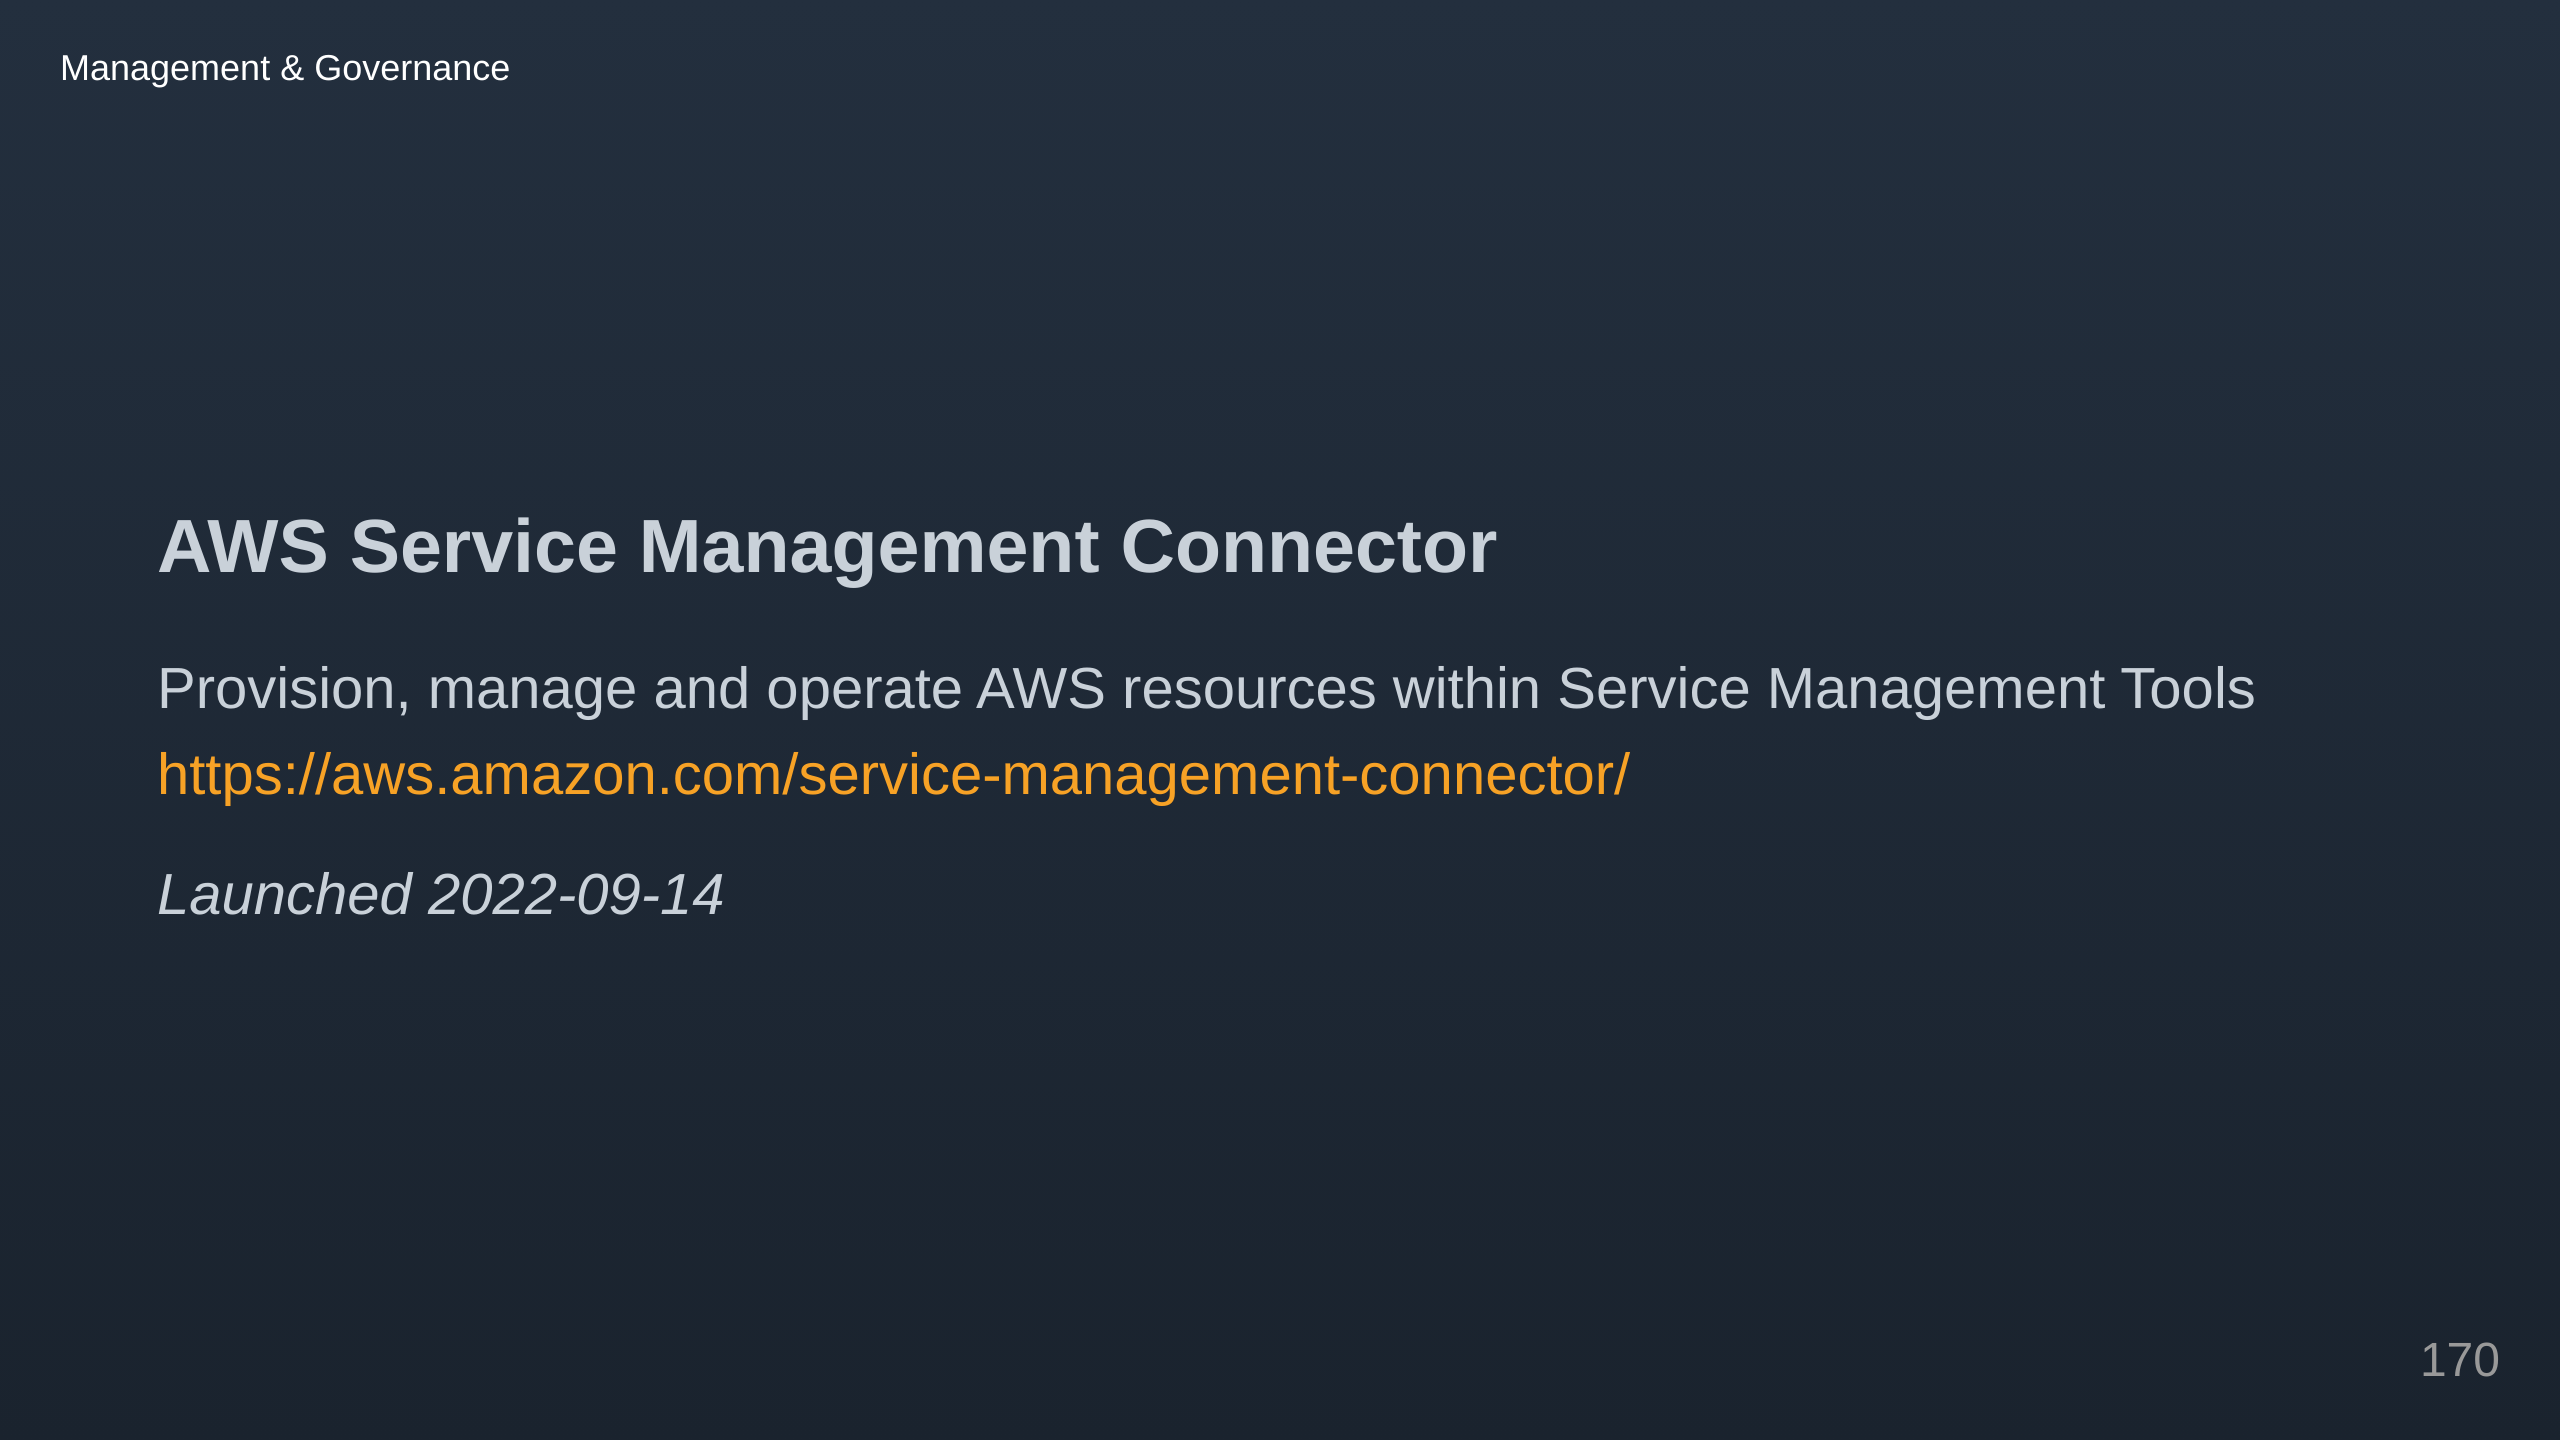 Management & Governance
AWS Service Management Connector
Provision, manage and operate AWS resources within Service Management Tools
https://aws.amazon.com/service-management-connector/
Launched 2022-09-14
170